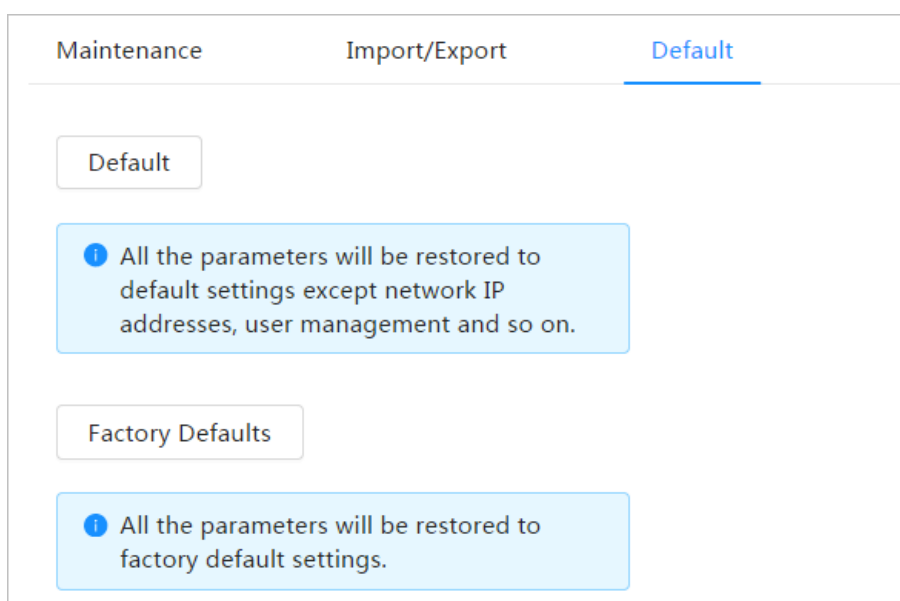 Maintenance Import/Export Default
Default
All the parameters will be restored to
default settings except network IP
addresses, user management and so on.
Factory Defaults
All the parameters will be restored to
factory default settings.